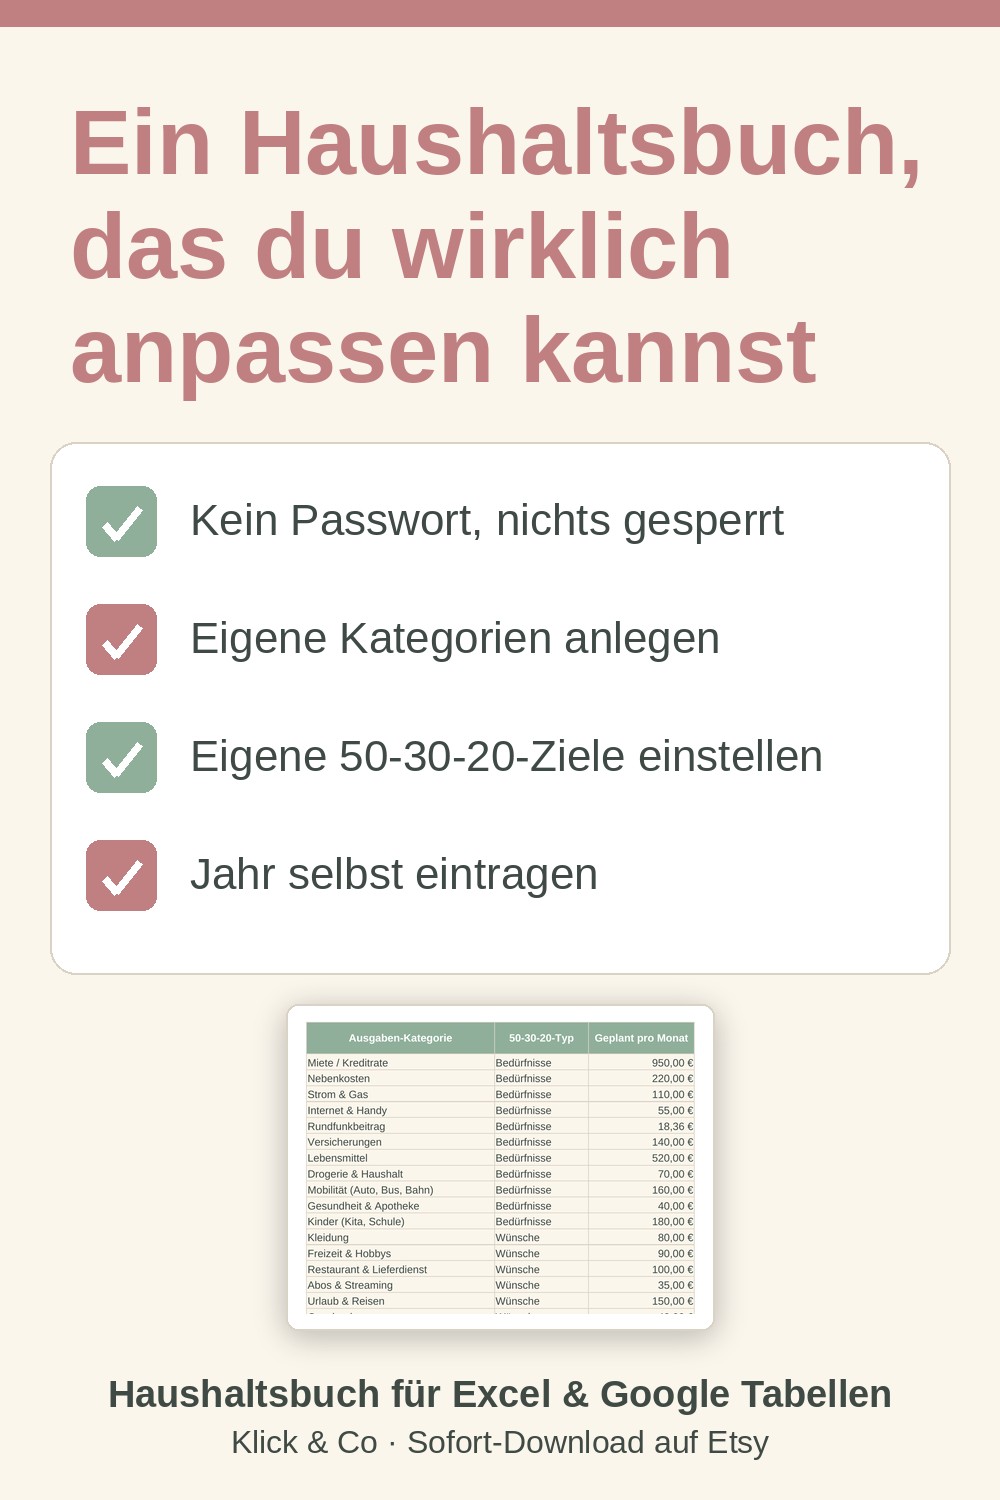 Ein Haushaltsbuch,
das du wirklich
anpassen kannst
Kein Passwort, nichts gesperrt
Eigene Kategorien anlegen
Eigene 50-30-20-Ziele einstellen
Jahr selbst eintragen
Ausgaben-Kategorie 50-30-20-Typ Geplant pro Monat
Miete / Kreditrate Bedürfnisse 950,00 €
Nebenkosten Bedürfnisse 220,00 €
Strom & Gas Bedürfnisse 110,00 €
Internet & Handy Bedürfnisse 55,00 €
Rundfunkbeitrag Bedürfnisse 18,36 €
Versicherungen Bedürfnisse 140,00 €
Lebensmittel Bedürfnisse 520,00 €
Drogerie & Haushalt Bedürfnisse 70,00 €
Mobilität (Auto, Bus, Bahn) Bedürfnisse 160,00 €
Gesundheit & Apotheke Bedürfnisse 40,00 €
Kinder (Kita, Schule) Bedürfnisse 180,00 €
Kleidung Wünsche 80,00 €
Freizeit & Hobbys Wünsche 90,00 €
Restaurant & Lieferdienst Wünsche 100,00 €
Abos & Streaming Wünsche 35,00 €
Urlaub & Reisen Wünsche 150,00 €
Haushaltsbuch für Excel & Google Tabellen
Klick & Co · Sofort-Download auf Etsy